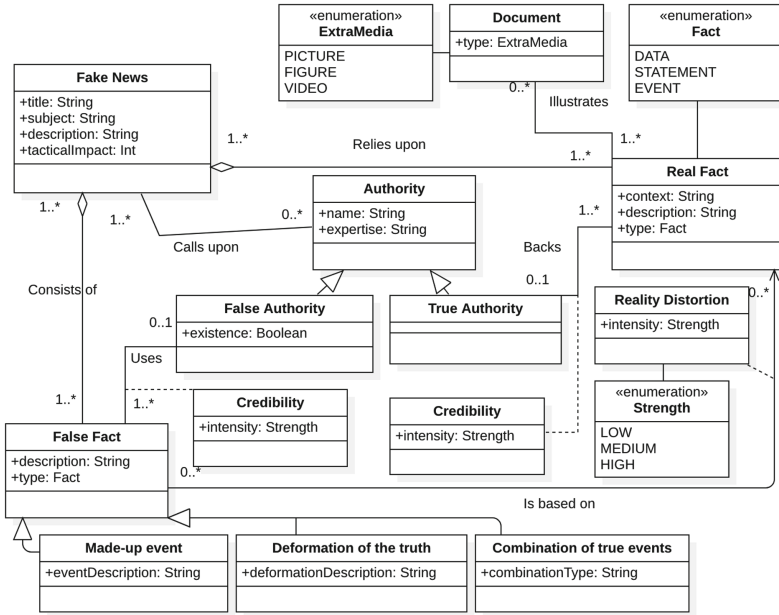 «enumeration»
ExtraMedia
PICTURE
FIGURE
VIDEO
Document
+type: ExtraMedia
«enumeration»
Fact
DATA
STATEMENT
EVENT
0..*
Illustrates
1..*
Fake News
+title: String
+subject: String
+description: String
+tacticalImpact: Int
1..*
Relies upon
1..*
Real Fact
+context: String
+description: String
+type: Fact
1..*
1..*
Calls upon
0..*
Authority
+name: String
+expertise: String
1..*
Backs
0..1
Consists of
False Authority
+existence: Boolean
0..1
Uses
True Authority
Reality Distortion
+intensity: Strength
0..*
Credibility
+intensity: Strength
Credibility
+intensity: Strength
«enumeration»
Strength
LOW
MEDIUM
HIGH
1..*
1..*
False Fact
+description: String
+type: Fact
0..*
Is based on
Made-up event
+eventDescription: String
Deformation of the truth
+deformationDescription: String
Combination of true events
+combinationType: String